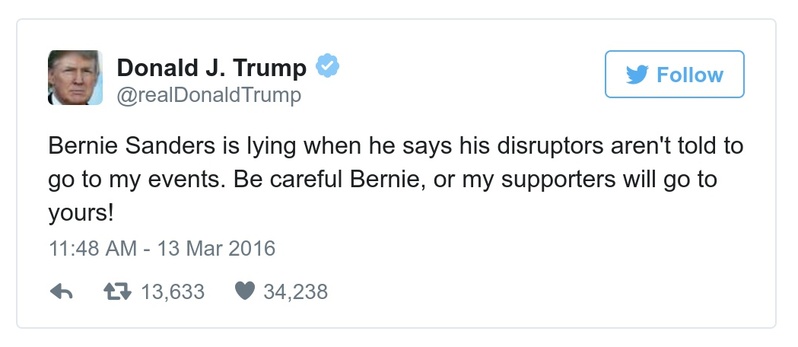 Donald J. Trump
@realDonaldTrump
Follow
Bernie Sanders is lying when he says his disruptors aren't told to
go to my events. Be careful Bernie, or my supporters will go to
yours!
11:48 AM - 13 Mar 2016
13,633 34,238